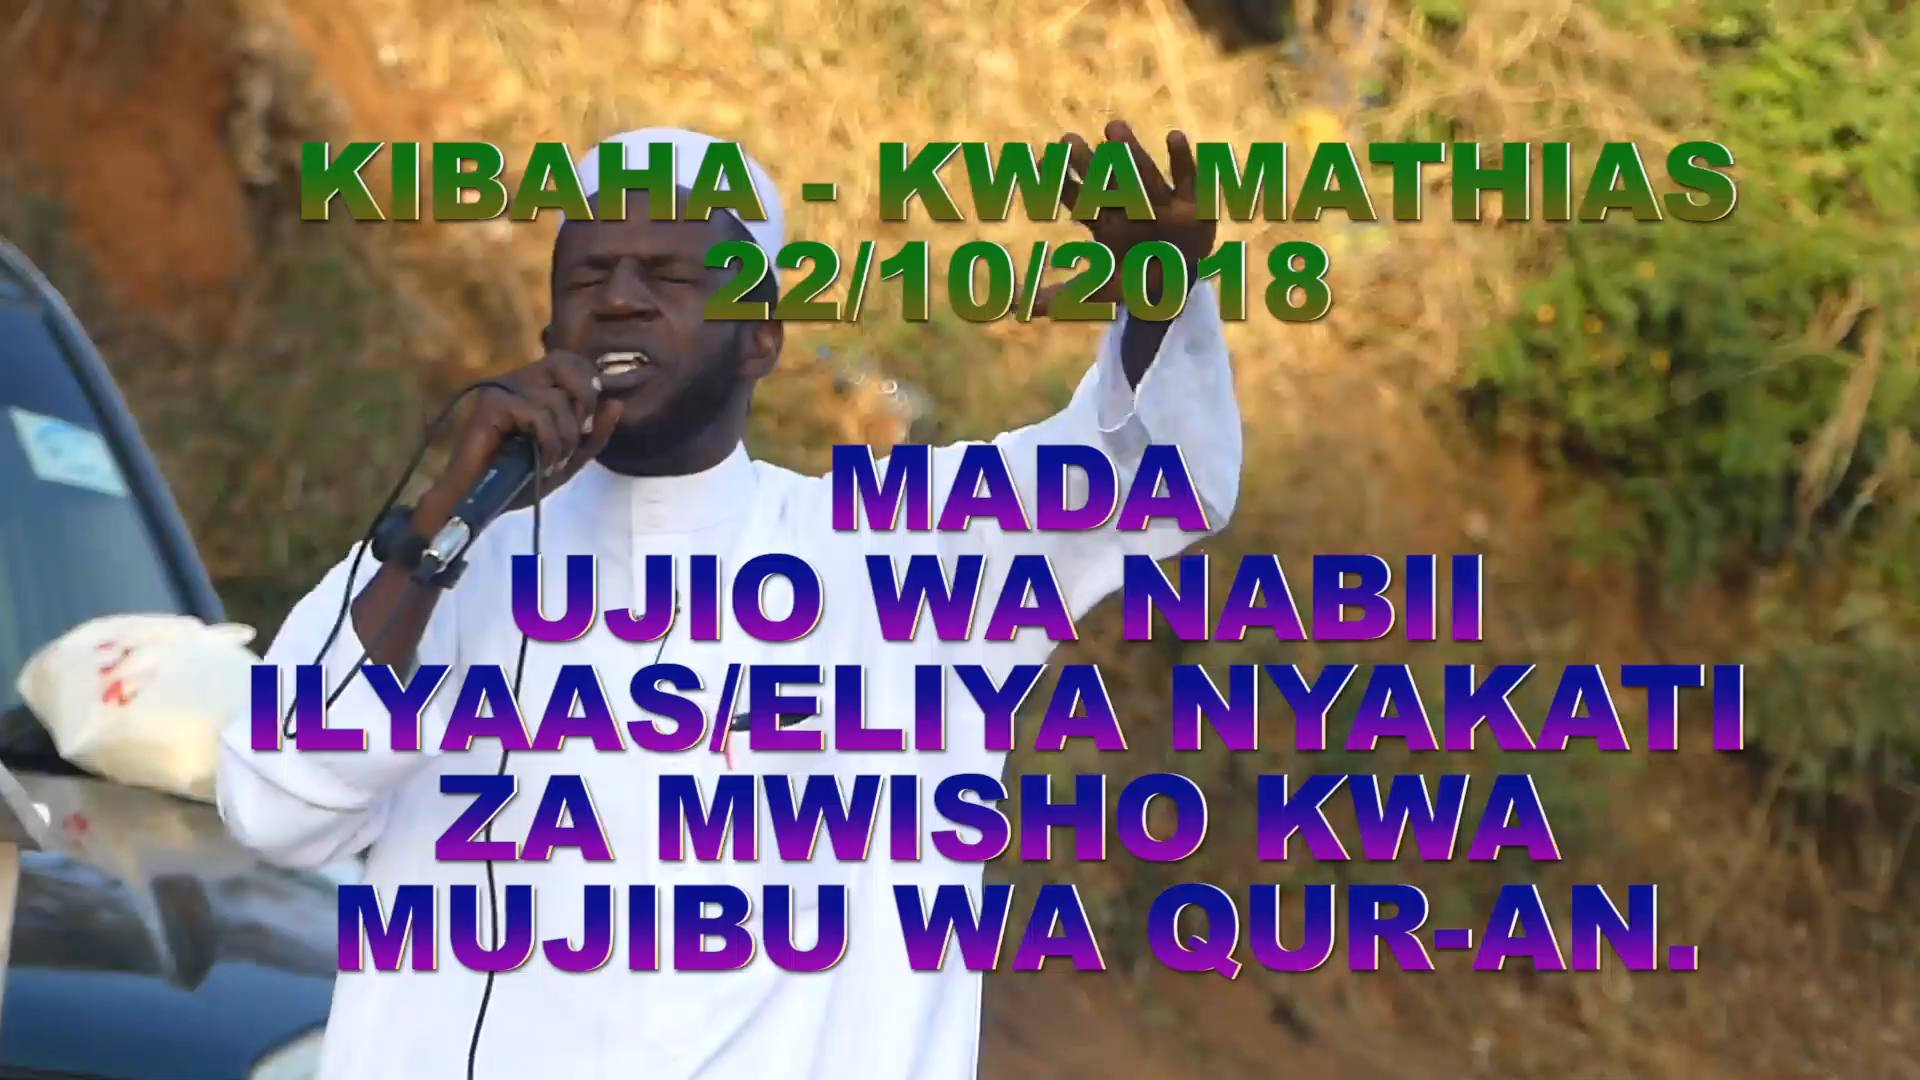 KIBAHA - KWA MATHIAS
22/10/2018
MADA
UJIO WA NABII
ILYAAS/ELIYA NYAKATI
ZA MWISHO KWA
MUJIBU WA QUR-AN.